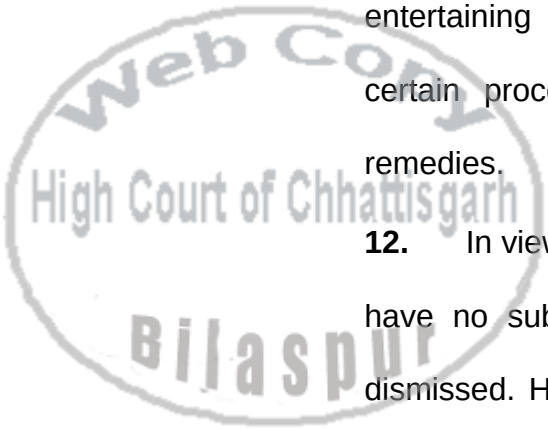 entertaining
certain proce
remedies.
12. In view
have no sub
dismissed. H
Web Copy
High Court of Chhattisgarh
Bilaspur